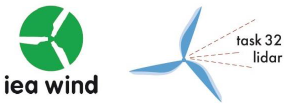 iea wind
task 32
lidar